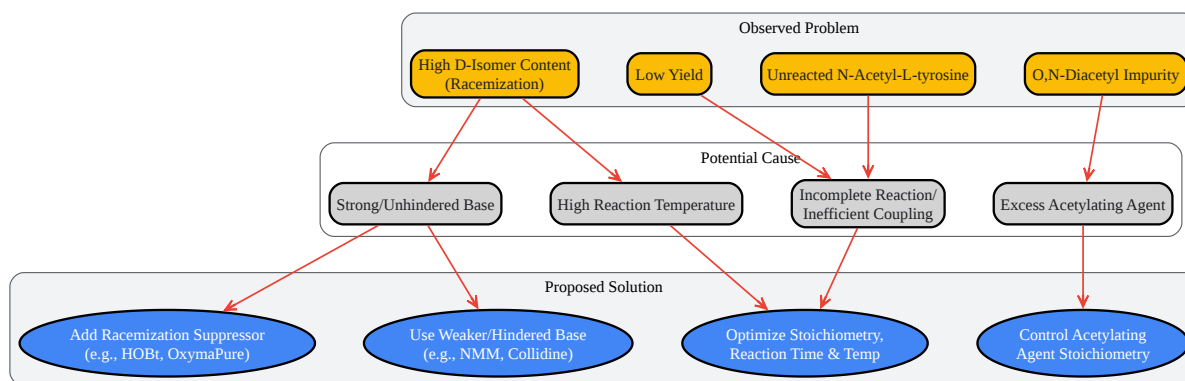 Observed Problem
High D-Isomer Content
(Racemization)
Low Yield
Unreacted N-Acetyl-L-tyrosine
O,N-Diacetyl Impurity
Potential Cause
Strong/Unhindered Base
High Reaction Temperature
Incomplete Reaction/
Inefficient Coupling
Excess Acetylating Agent
Proposed Solution
Add Racemization Suppressor
(e.g., HOBt, OxymaPure)
Use Weaker/Hindered Base
(e.g., NMM, Collidine)
Optimize Stoichiometry,
Reaction Time & Temp
Control Acetylating
Agent Stoichiometry